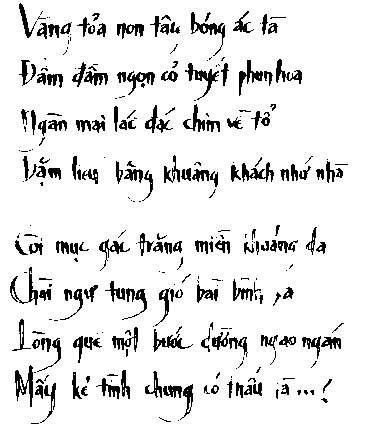 Vàng tỏa non tây bóng ác tà
Đầm đầm ngọn cỏ tuyết phun hoa
Ngàn mai lác đác chim về tổ
Dặm liễu bâng khuâng khách nhớ nhà
Còi mục gác trăng miền khoảng dã
Chài ngư tung gió bãi bình sa
Lòng quê một bước dường ngao ngán
Mấy kẻ tình chung có thấu là...!